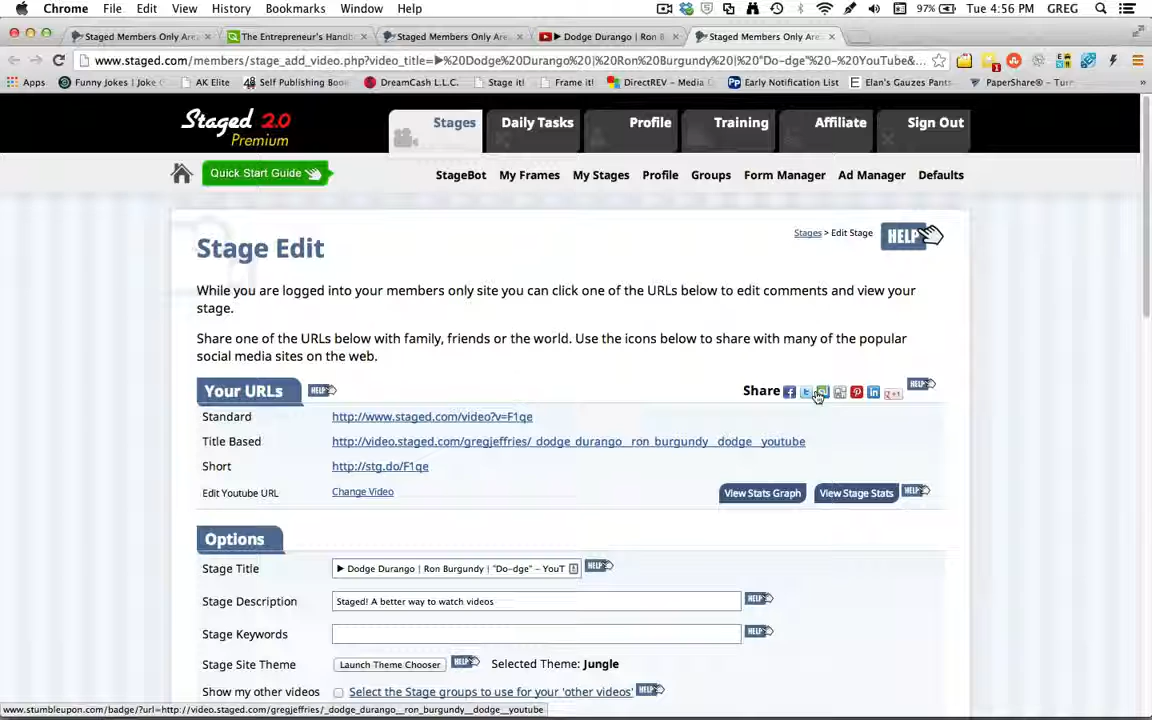 Chrome File Edit View History Bookmarks Window Help 97% Tue 4:56 PM GREG
Staged Members Only Are × The Entrepreneur's Handb × Staged Members Only Are × ▶ Dodge Durango | Ron B × Staged Members Only Are ×
www.staged.com/members/stage_add_video.php?video_title=▶%20Dodge%20Durango%20|%20Ron%20Burgundy%20|%20"Do-dge"%20-%20YouTube&...
Apps Funny Jokes | Joke AK Elite Self Publishing Book DreamCash L.L.C. Stage it! Frame it! DirectREV - Media Early Notification List Elan's Gauzes Pants PaperShare® - Turn »
Staged 2.0
Premium
Stages Daily Tasks Profile Training Affiliate Sign Out
Quick Start Guide StageBot My Frames My Stages Profile Groups Form Manager Ad Manager Defaults
Stage Edit
Stages > Edit Stage HELP
While you are logged into your members only site you can click one of the URLs below to edit comments and view your
stage.
Share one of the URLs below with family, friends or the world. Use the icons below to share with many of the popular
social media sites on the web.
Your URLs HELP Share HELP
Standard http://www.staged.com/video?v=F1qe
Title Based http://video.staged.com/gregjeffries/_dodge_durango__ron_burgundy__dodge__youtube
Short http://stg.do/F1qe
Edit Youtube URL Change Video View Stats Graph View Stage Stats HELP
Options
Stage Title ▶ Dodge Durango | Ron Burgundy | "Do-dge" - YouT HELP
Stage Description Staged! A better way to watch videos HELP
Stage Keywords HELP
Stage Site Theme Launch Theme Chooser HELP Selected Theme: Jungle
Show my other videos Select the Stage groups to use for your 'other videos' HELP
www.stumbleupon.com/badge/?url=http://video.staged.com/gregjeffries/_dodge_durango__ron_burgundy__dodge__youtube